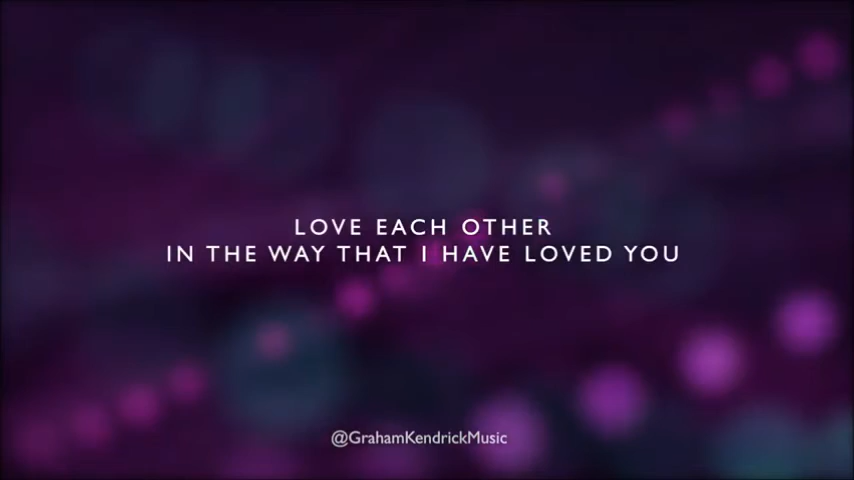 LOVE EACH OTHER
IN THE WAY THAT I HAVE LOVED YOU
@GrahamKendrickMusic